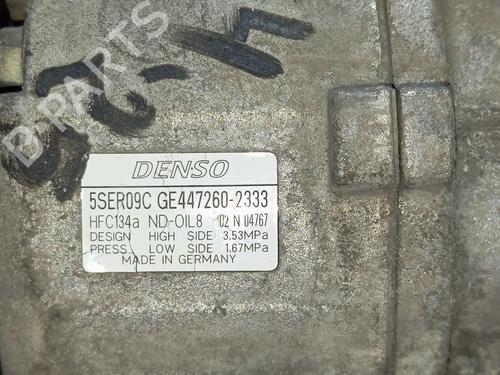 B-PARTS
DENSO
5SER09C GE447260-2333
HFC134a ND-OIL8 02 N 04767
DESIGN HIGH SIDE 3.53MPa
PRESS LOW SIDE 1.67MPa
MADE IN GERMANY